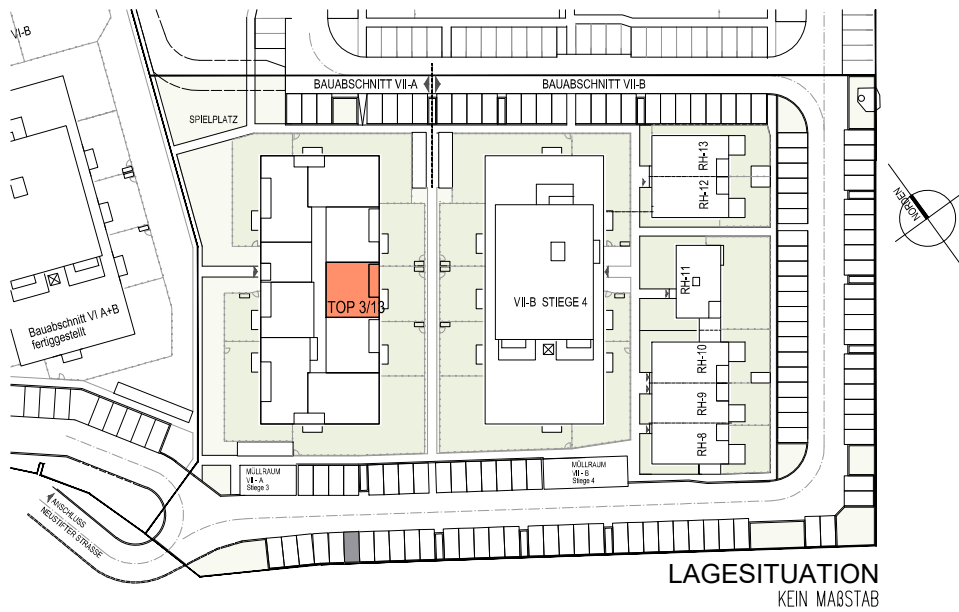 VI-B
BAUABSCHNITT VII-A
BAUABSCHNITT VII-B
SPIELPLATZ
RH-13
RH-12
NORDEN
RH-11
TOP 3/13
VII-B STIEGE 4
Bauabschnitt VI A+B
fertiggestellt
RH-10
RH-9
RH-8
MÜLLRAUM
VII - A
Stiege 3
MÜLLRAUM
VII - B
Stiege 4
ANSCHLUSS
NEUSTIFTER STRASSE
LAGESITUATION
KEIN MAßSTAB